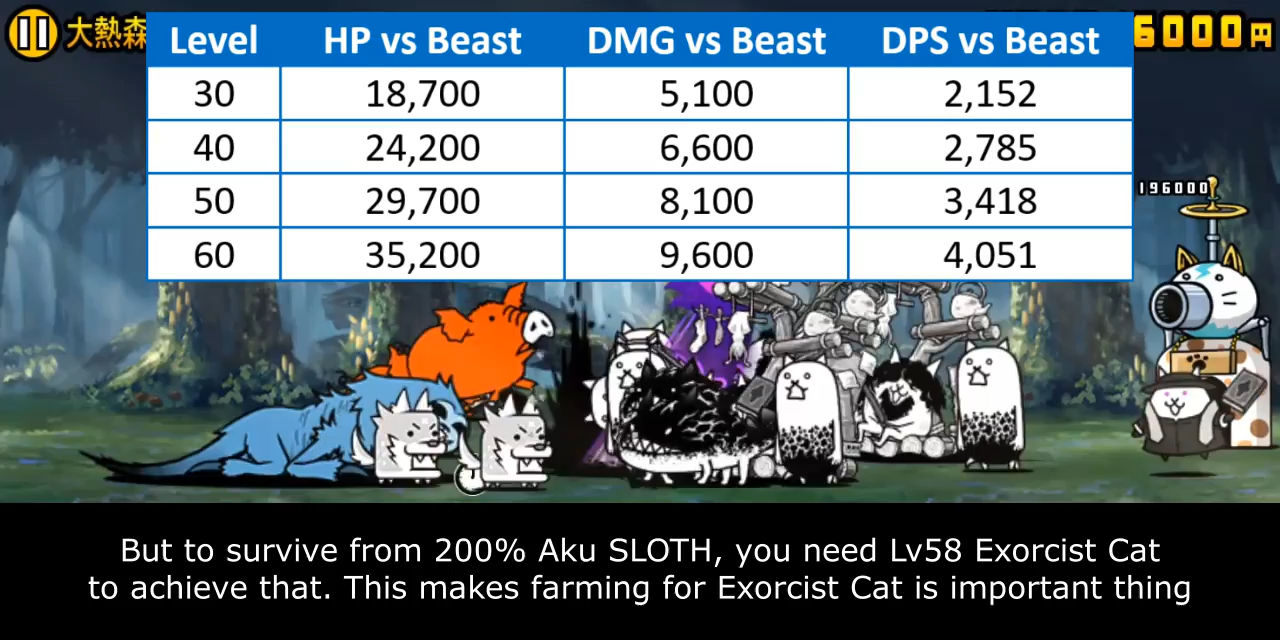 大熱森
6000円
Level HP vs Beast DMG vs Beast DPS vs Beast
30 18,700 5,100 2,152
40 24,200 6,600 2,785
50 29,700 8,100 3,418
60 35,200 9,600 4,051
196000
But to survive from 200% Aku SLOTH, you need Lv58 Exorcist Cat
to achieve that. This makes farming for Exorcist Cat is important thing